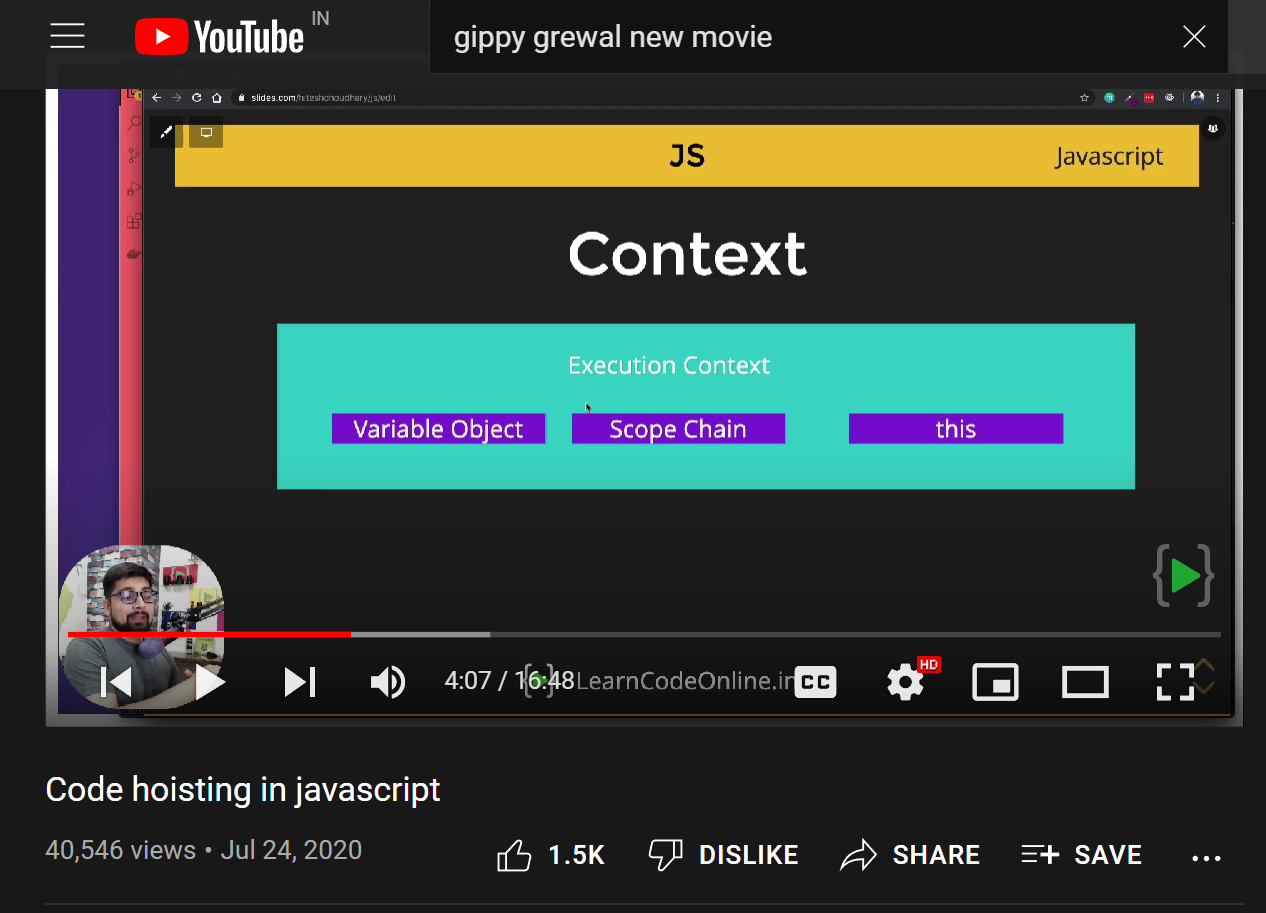 YouTube IN
gippy grewal new movie
slides.com/hiteshchoudhary/js/edit
JS
Javascript
Context
Execution Context
Variable Object
Scope Chain
this
HD
4:07 / 16:48
LearnCodeOnline.in
CC
Code hoisting in javascript
40,546 views • Jul 24, 2020
1.5K
DISLIKE
SHARE
SAVE